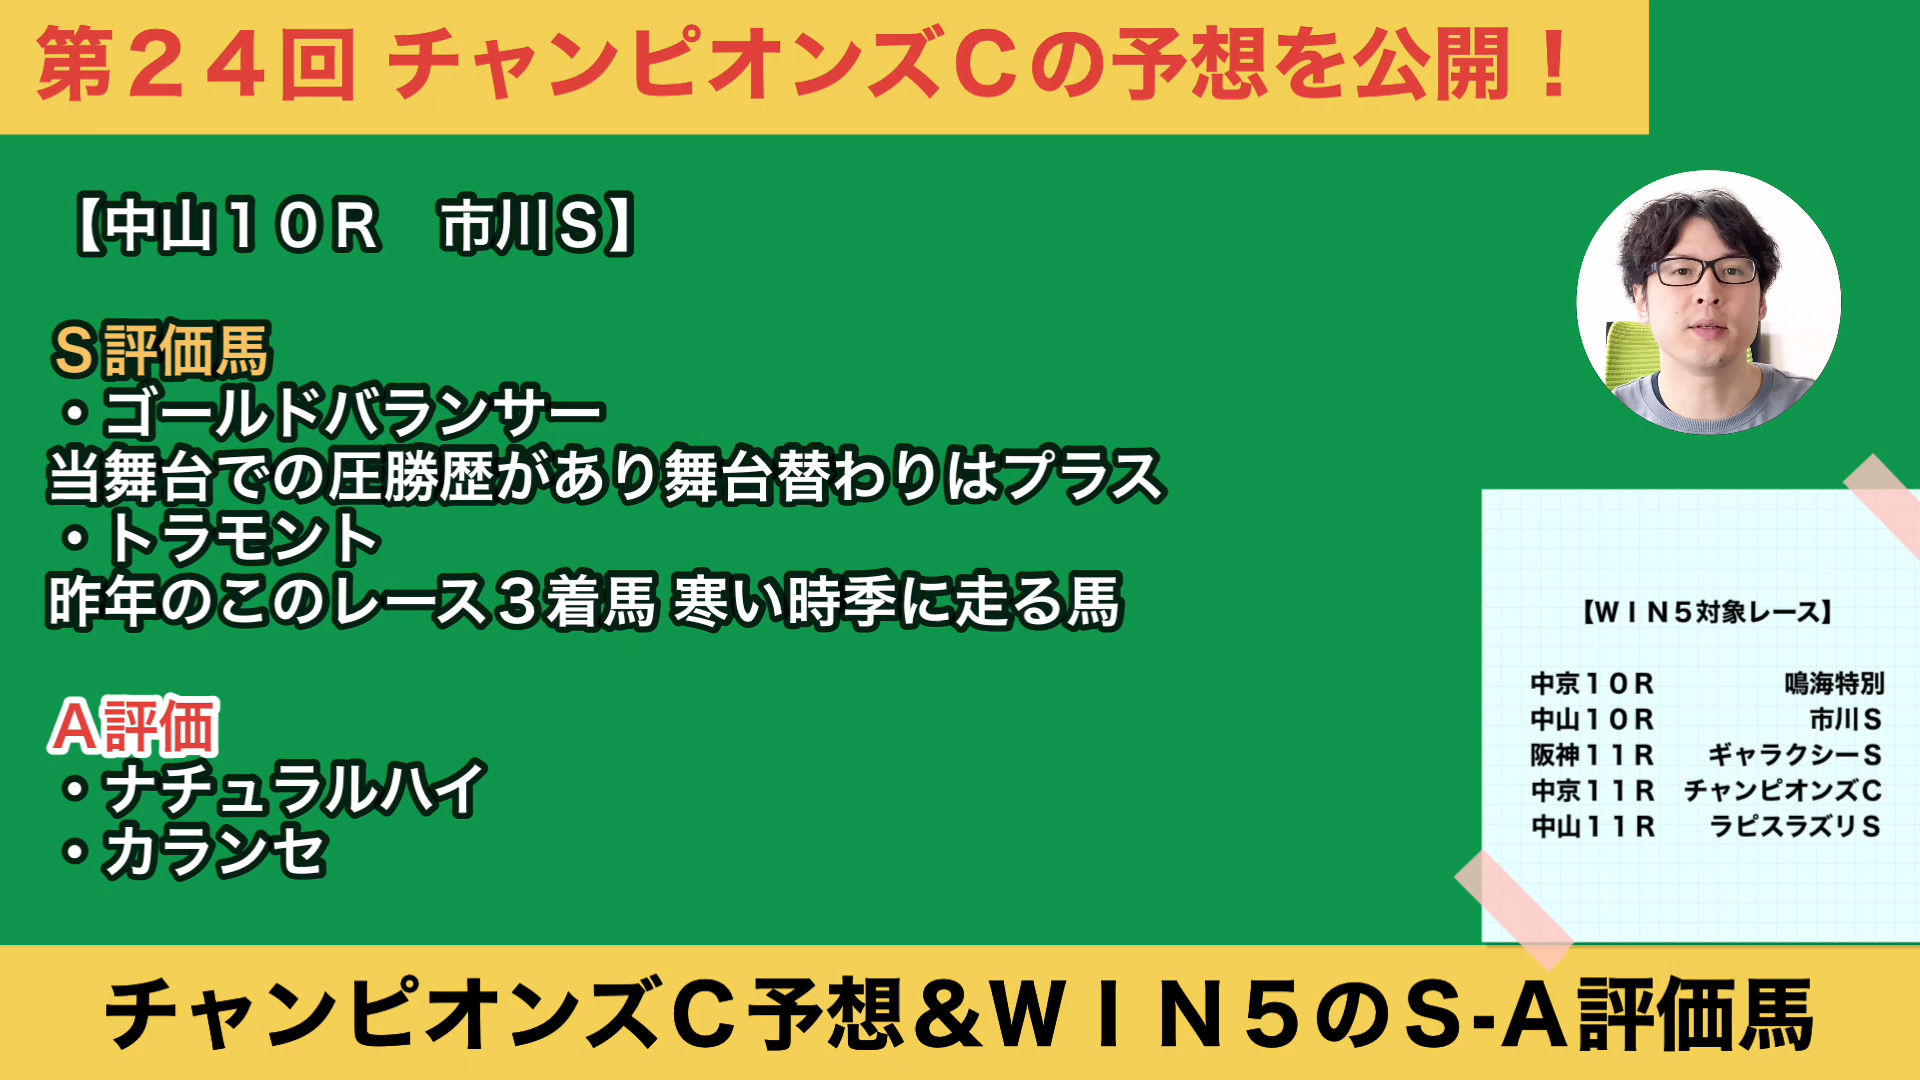 第２４回 チャンピオンズＣの予想を公開！
【中山１０Ｒ　市川Ｓ】
Ｓ評価馬
・ゴールドバランサー
当舞台での圧勝歴があり舞台替わりはプラス
・トラモント
昨年のこのレース３着馬 寒い時季に走る馬
Ａ評価
・ナチュラルハイ
・カランセ
【ＷＩＮ５対象レース】
中京１０Ｒ　鳴海特別
中山１０Ｒ　市川Ｓ
阪神１１Ｒ　ギャラクシーＳ
中京１１Ｒ　チャンピオンズＣ
中山１１Ｒ　ラピスラズリＳ
チャンピオンズＣ予想＆ＷＩＮ５のＳ-Ａ評価馬